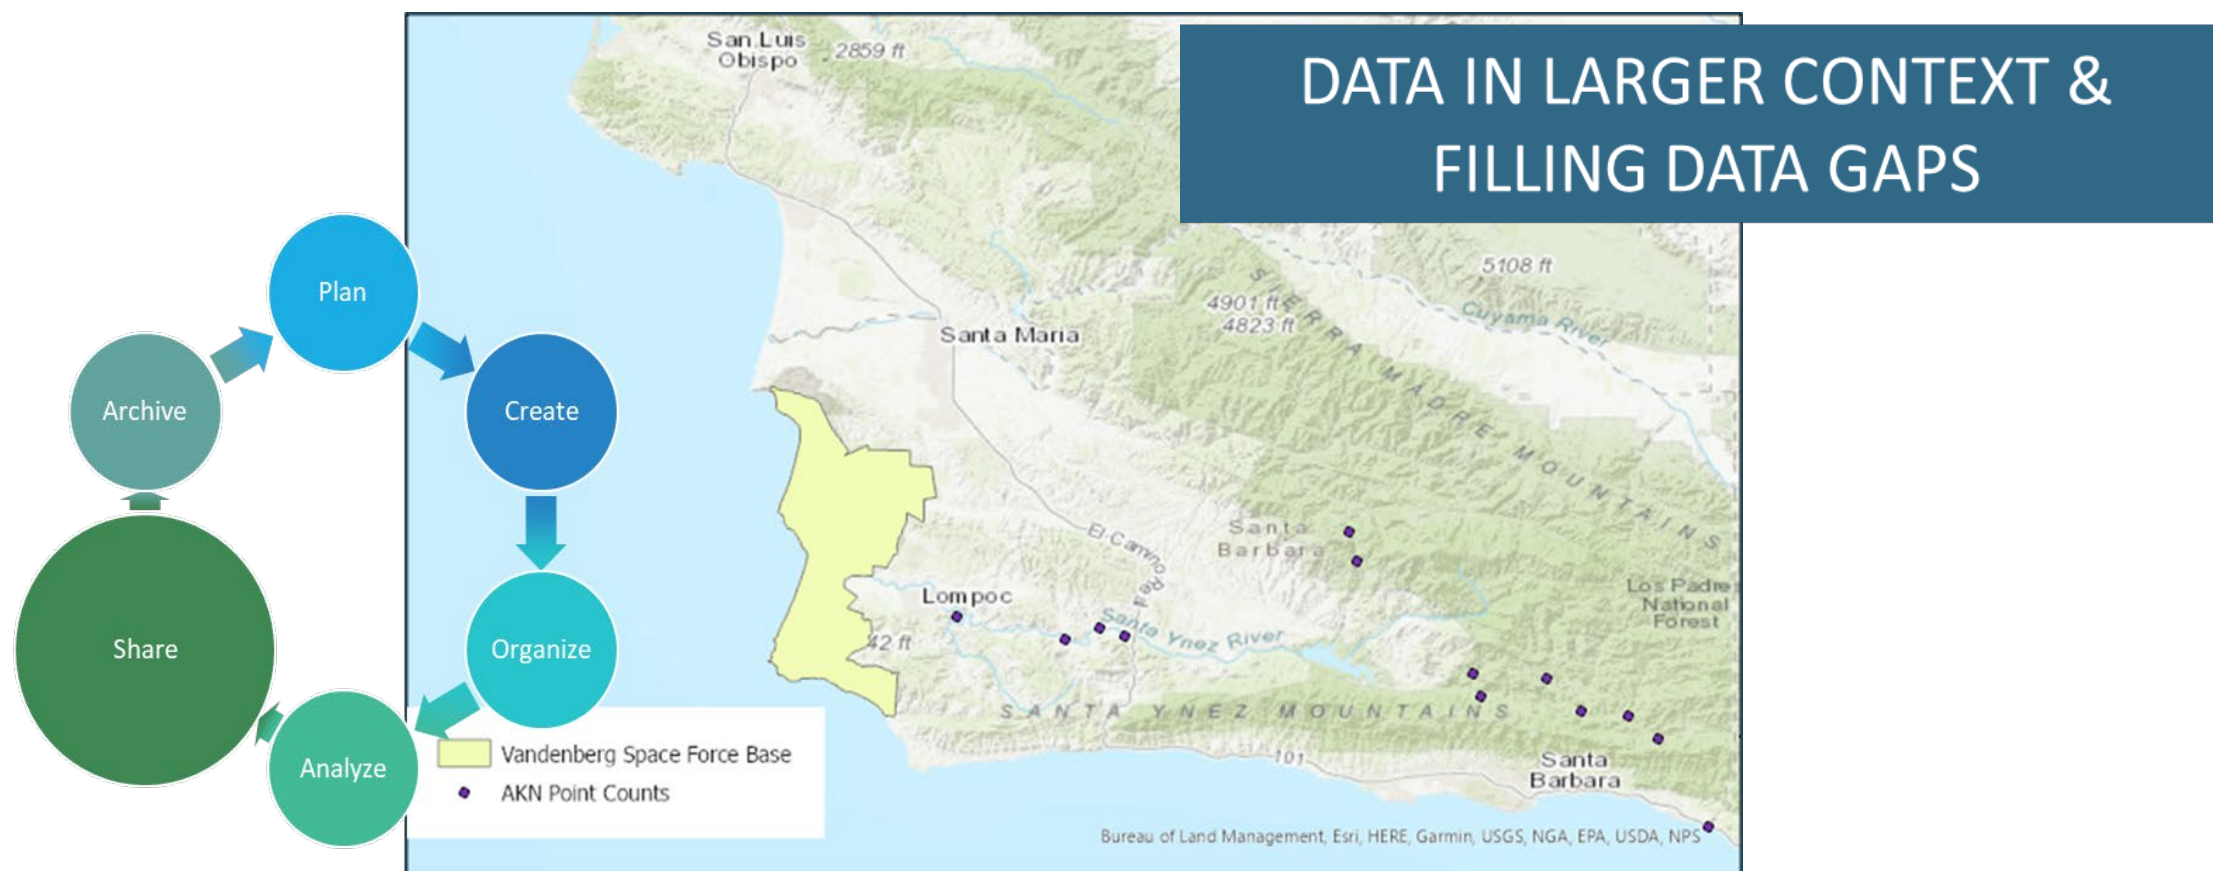 DATA IN LARGER CONTEXT &
FILLING DATA GAPS
Plan
Create
Organize
Analyze
Share
Archive
San Luis
Obispo
2859 ft
5108 ft
4901 ft
4823 ft
Cuyama River
Santa Maria
SIERRA MADRE MOUNTAINS
Santa
Barbara
El Camino Real
Los Padre
National
Forest
Lompoc
Santa Ynez River
42 ft
SANTA YNEZ MOUNTAINS
101
Santa
Barbara
Vandenberg Space Force Base
AKN Point Counts
Bureau of Land Management, Esri, HERE, Garmin, USGS, NGA, EPA, USDA, NPS